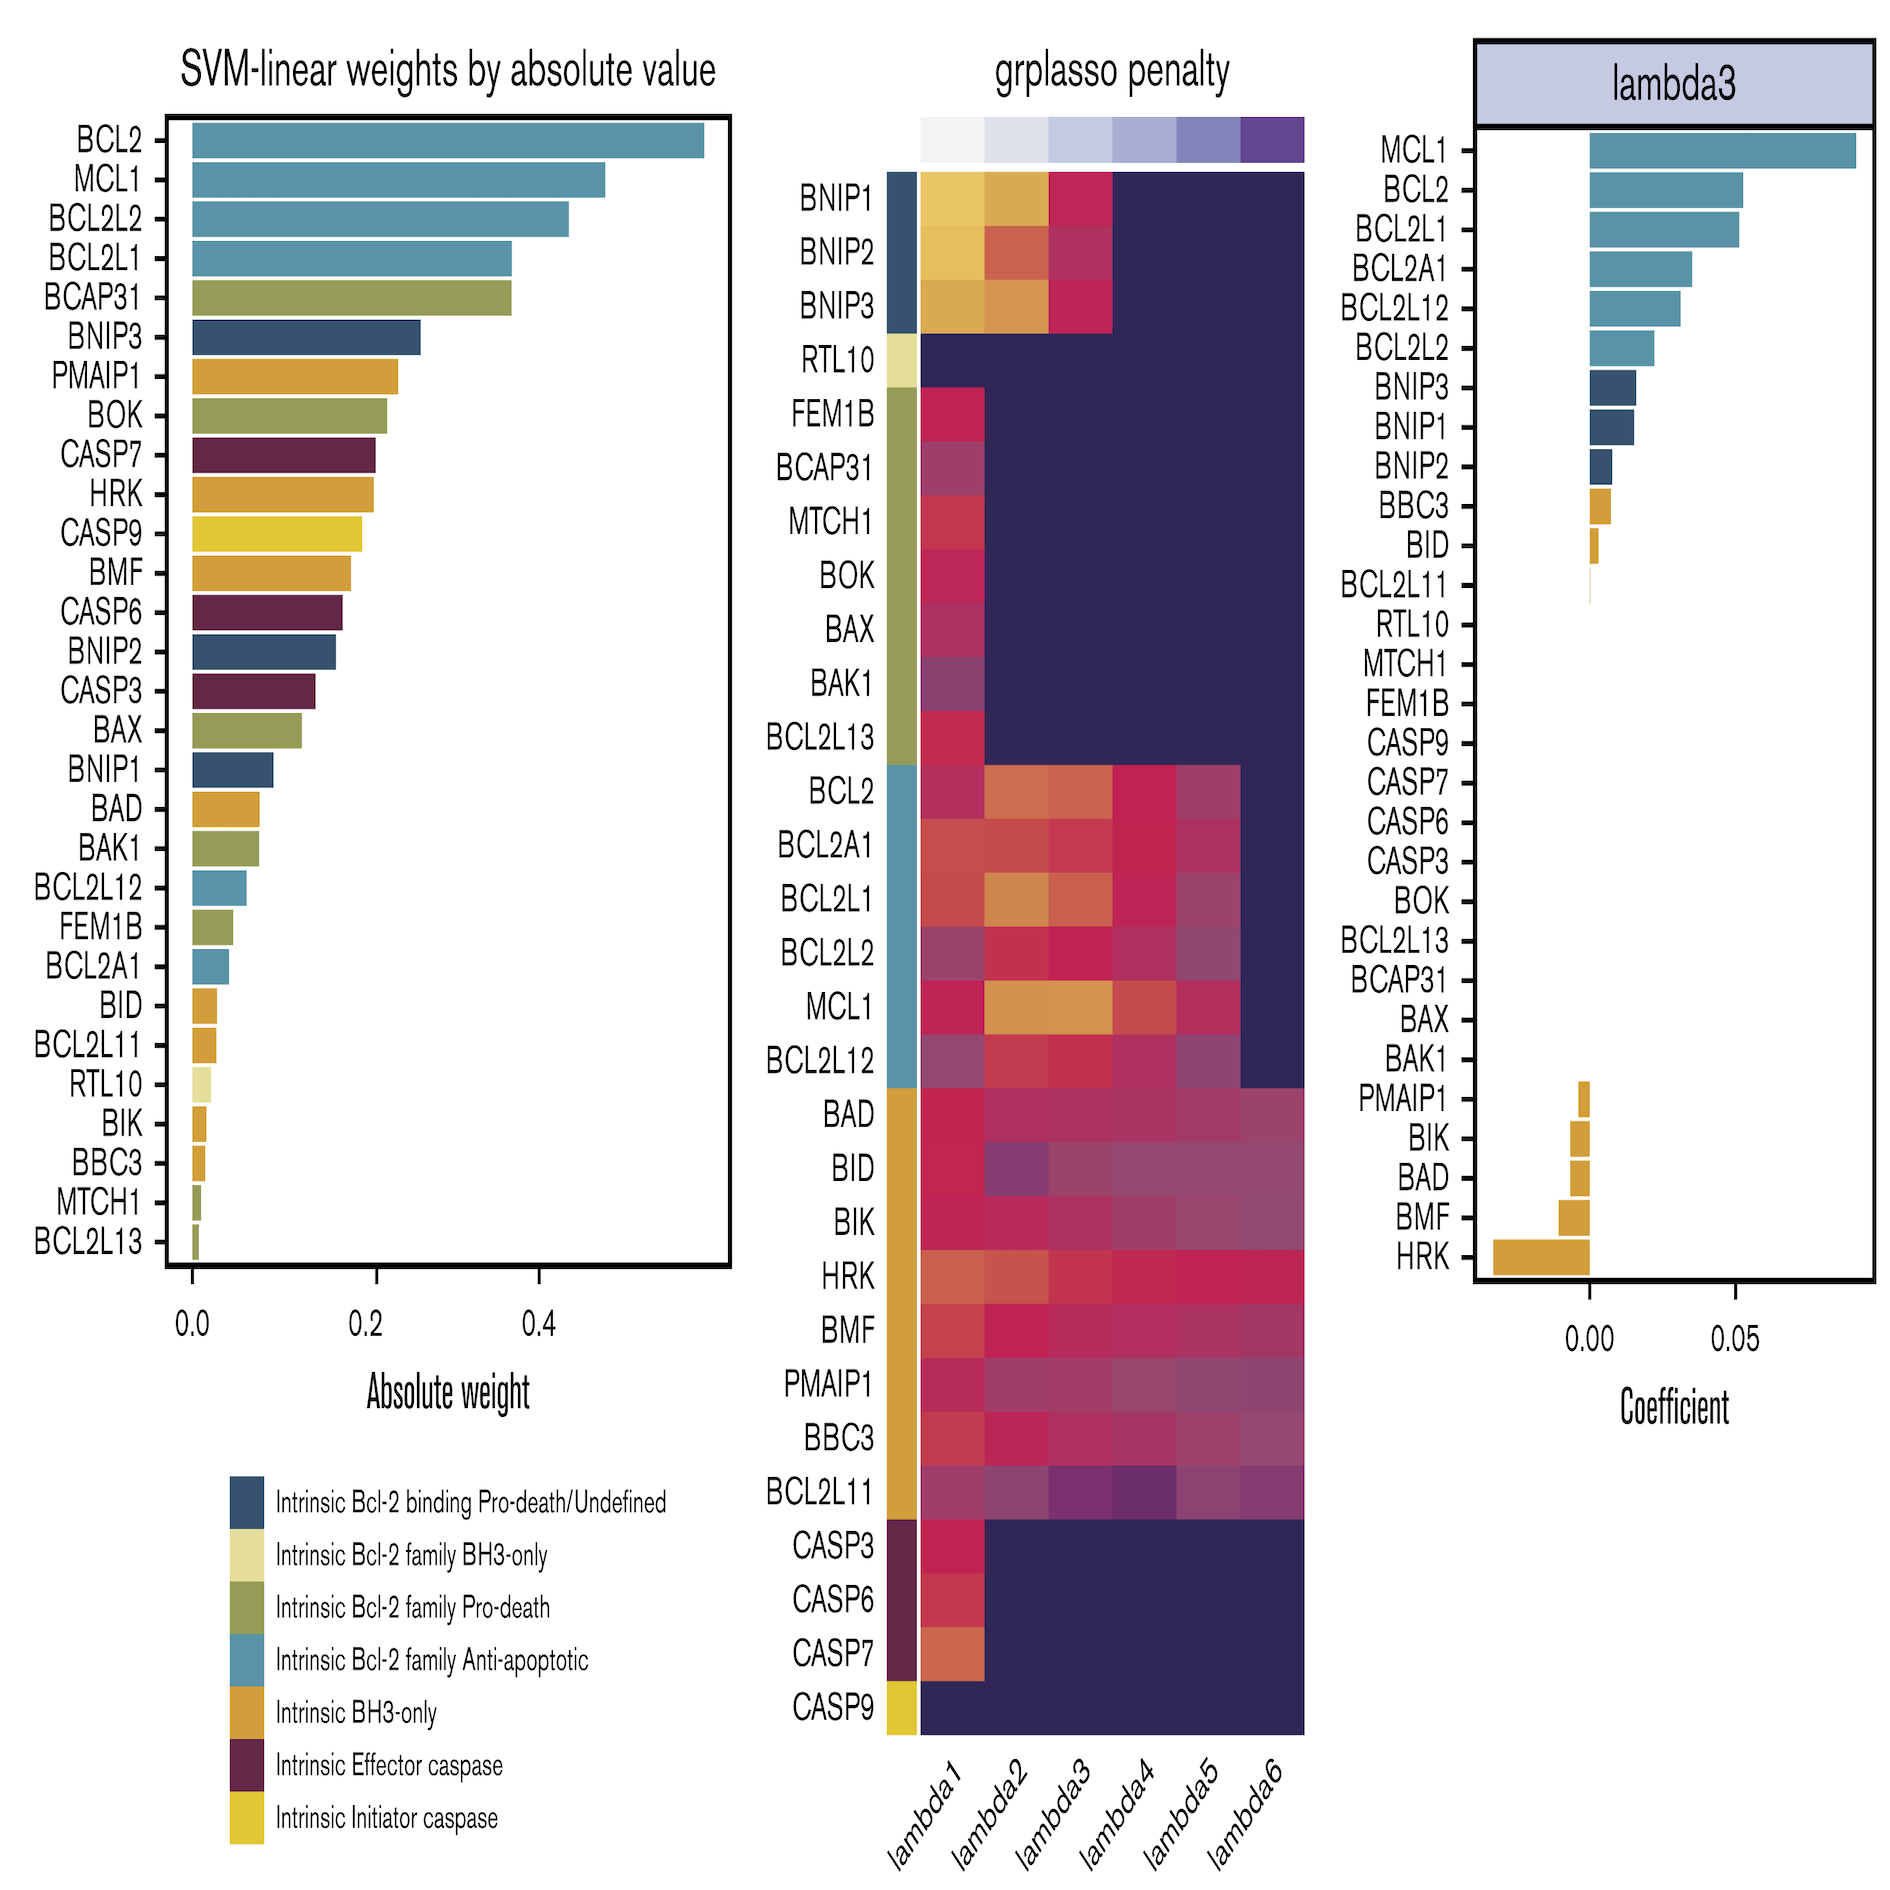 SVM-linear weights by absolute value
BCL2
MCL1
BCL2L2
BCL2L1
BCAP31
BNIP3
PMAIP1
BOK
CASP7
HRK
CASP9
BMF
CASP6
BNIP2
CASP3
BAX
BNIP1
BAD
BAK1
BCL2L12
FEM1B
BCL2A1
BID
BCL2L11
RTL10
BIK
BBC3
MTCH1
BCL2L13
0.0 0.2 0.4
Absolute weight
Intrinsic Bcl-2 binding Pro-death/Undefined
Intrinsic Bcl-2 family BH3-only
Intrinsic Bcl-2 family Pro-death
Intrinsic Bcl-2 family Anti-apoptotic
Intrinsic BH3-only
Intrinsic Effector caspase
Intrinsic Initiator caspase
grplasso penalty
BNIP1
BNIP2
BNIP3
RTL10
FEM1B
BCAP31
MTCH1
BOK
BAX
BAK1
BCL2L13
BCL2
BCL2A1
BCL2L1
BCL2L2
MCL1
BCL2L12
BAD
BID
BIK
HRK
BMF
PMAIP1
BBC3
BCL2L11
CASP3
CASP6
CASP7
CASP9
lambda1
lambda2
lambda3
lambda4
lambda5
lambda6
lambda3
MCL1
BCL2
BCL2L1
BCL2A1
BCL2L12
BCL2L2
BNIP3
BNIP1
BNIP2
BBC3
BID
BCL2L11
RTL10
MTCH1
FEM1B
CASP9
CASP7
CASP6
CASP3
BOK
BCL2L13
BCAP31
BAX
BAK1
PMAIP1
BIK
BAD
BMF
HRK
0.00 0.05
Coefficient